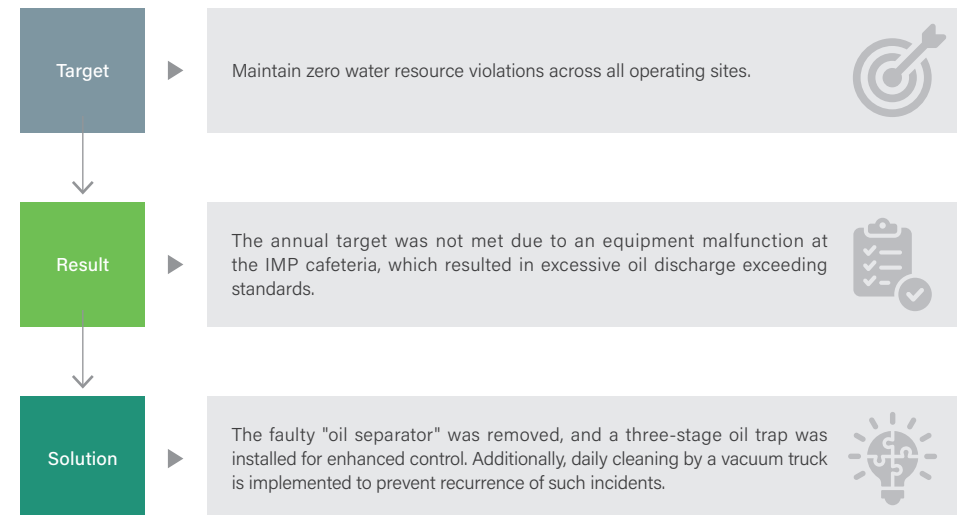 Target
Maintain zero water resource violations across all operating sites.
Result
The annual target was not met due to an equipment malfunction at
the IMP cafeteria, which resulted in excessive oil discharge exceeding
standards.
Solution
The faulty "oil separator" was removed, and a three-stage oil trap was
installed for enhanced control. Additionally, daily cleaning by a vacuum truck
is implemented to prevent recurrence of such incidents.